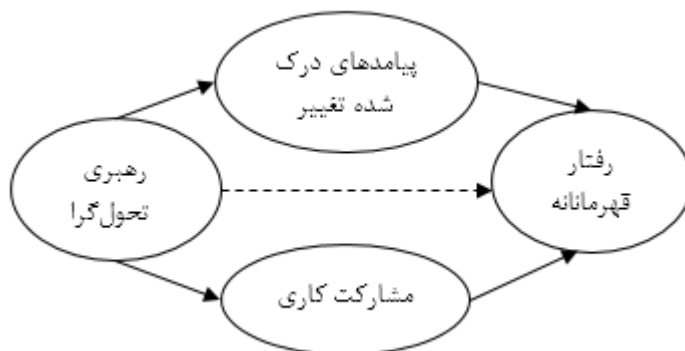 پیامدهای درک
شده تغییر
رهبری
تحول‌گرا
رفتار
قهرمانانه
مشارکت کاری